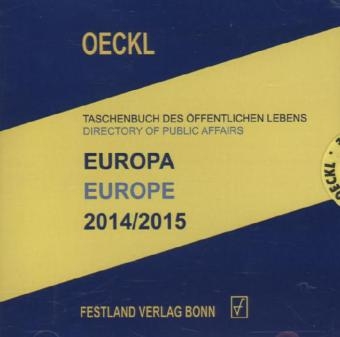 OECKL
TASCHENBUCH DES ÖFFENTLICHEN LEBENS
DIRECTORY OF PUBLIC AFFAIRS
EUROPA
EUROPE
2014/2015
OECKL
FESTLAND VERLAG BONN